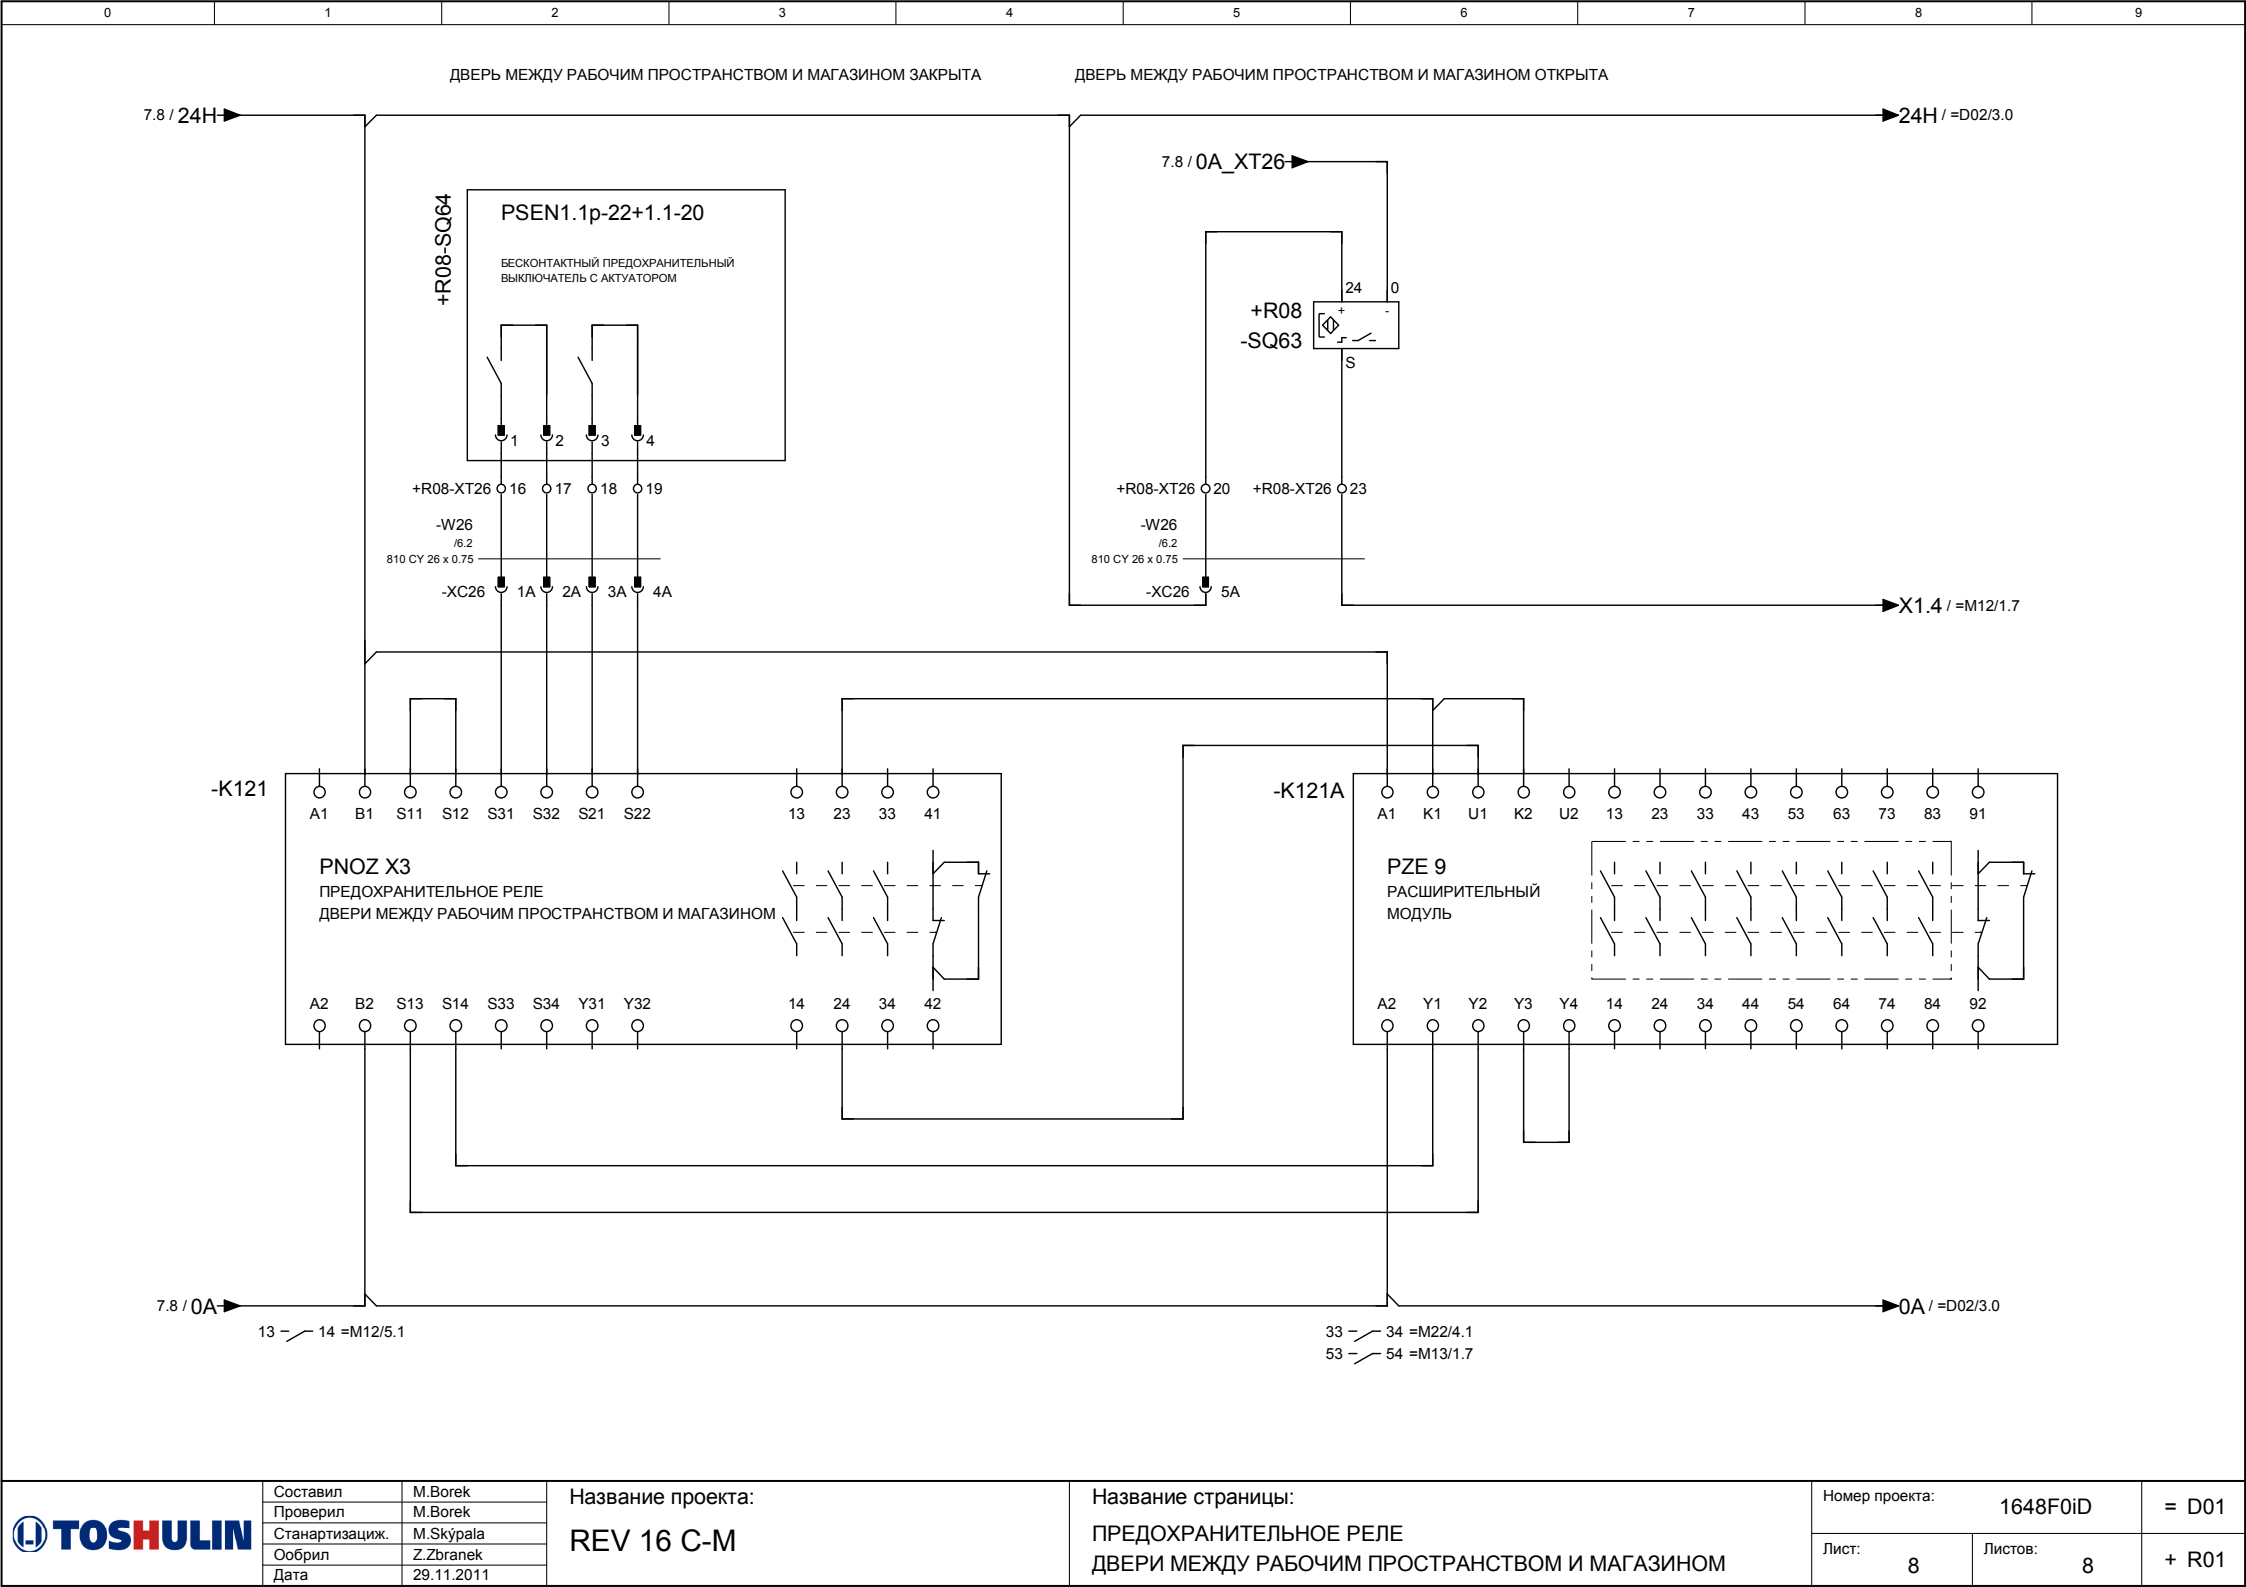 0 1 2 3 4 5 6 7 8 9
ДВЕРЬ МЕЖДУ РАБОЧИМ ПРОСТРАНСТВОМ И МАГАЗИНОМ ЗАКРЫТА
ДВЕРЬ МЕЖДУ РАБОЧИМ ПРОСТРАНСТВОМ И МАГАЗИНОМ ОТКРЫТА
7.8 / 24H
24H / =D02/3.0
7.8 / 0A_XT26
+R08-SQ64
PSEN1.1p-22+1.1-20
БЕСКОНТАКТНЫЙ ПРЕДОХРАНИТЕЛЬНЫЙ
ВЫКЛЮЧАТЕЛЬ С АКТУАТОРОМ
24 0
+R08
-SQ63
+ -
S
1 2 3 4
+R08-XT26 16 17 18 19
+R08-XT26 20
+R08-XT26 23
-W26
/6.2
810 CY 26 x 0.75
-W26
/6.2
810 CY 26 x 0.75
-XC26 1A 2A 3A 4A
-XC26 5A
X1.4 / =M12/1.7
-K121
A1 B1 S11 S12 S31 S32 S21 S22 13 23 33 41
PNOZ X3
ПРЕДОХРАНИТЕЛЬНОЕ РЕЛЕ
ДВЕРИ МЕЖДУ РАБОЧИМ ПРОСТРАНСТВОМ И МАГАЗИНОМ
A2 B2 S13 S14 S33 S34 Y31 Y32 14 24 34 42
-K121A
A1 K1 U1 K2 U2 13 23 33 43 53 63 73 83 91
PZE 9
РАСШИРИТЕЛЬНЫЙ
МОДУЛЬ
A2 Y1 Y2 Y3 Y4 14 24 34 44 54 64 74 84 92
7.8 / 0A
0A / =D02/3.0
13 14 =M12/5.1
33 34 =M22/4.1
53 54 =M13/1.7
TOSHULIN
Составил M.Borek
Проверил M.Borek
Станартизациж. M.Skýpala
Ообрил Z.Zbranek
Дата 29.11.2011
Название проекта:
REV 16 C-M
Название страницы:
ПРЕДОХРАНИТЕЛЬНОЕ РЕЛЕ
ДВЕРИ МЕЖДУ РАБОЧИМ ПРОСТРАНСТВОМ И МАГАЗИНОМ
Номер проекта: 1648F0iD
= D01
Лист: 8
Листов: 8
+ R01